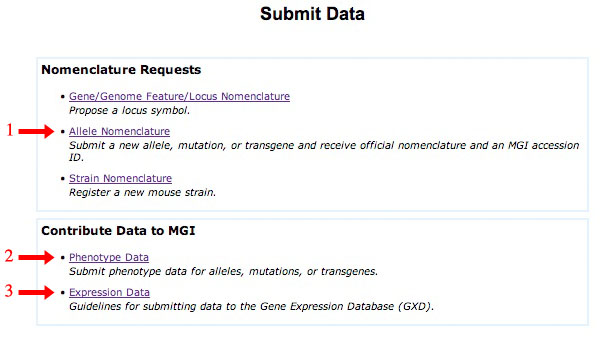 Submit Data
Nomenclature Requests
• Gene/Genome Feature/Locus Nomenclature
Propose a locus symbol.
1 • Allele Nomenclature
Submit a new allele, mutation, or transgene and receive official nomenclature and an MGI accession
ID.
• Strain Nomenclature
Register a new mouse strain.
Contribute Data to MGI
2 • Phenotype Data
Submit phenotype data for alleles, mutations, or transgenes.
3 • Expression Data
Guidelines for submitting data to the Gene Expression Database (GXD).